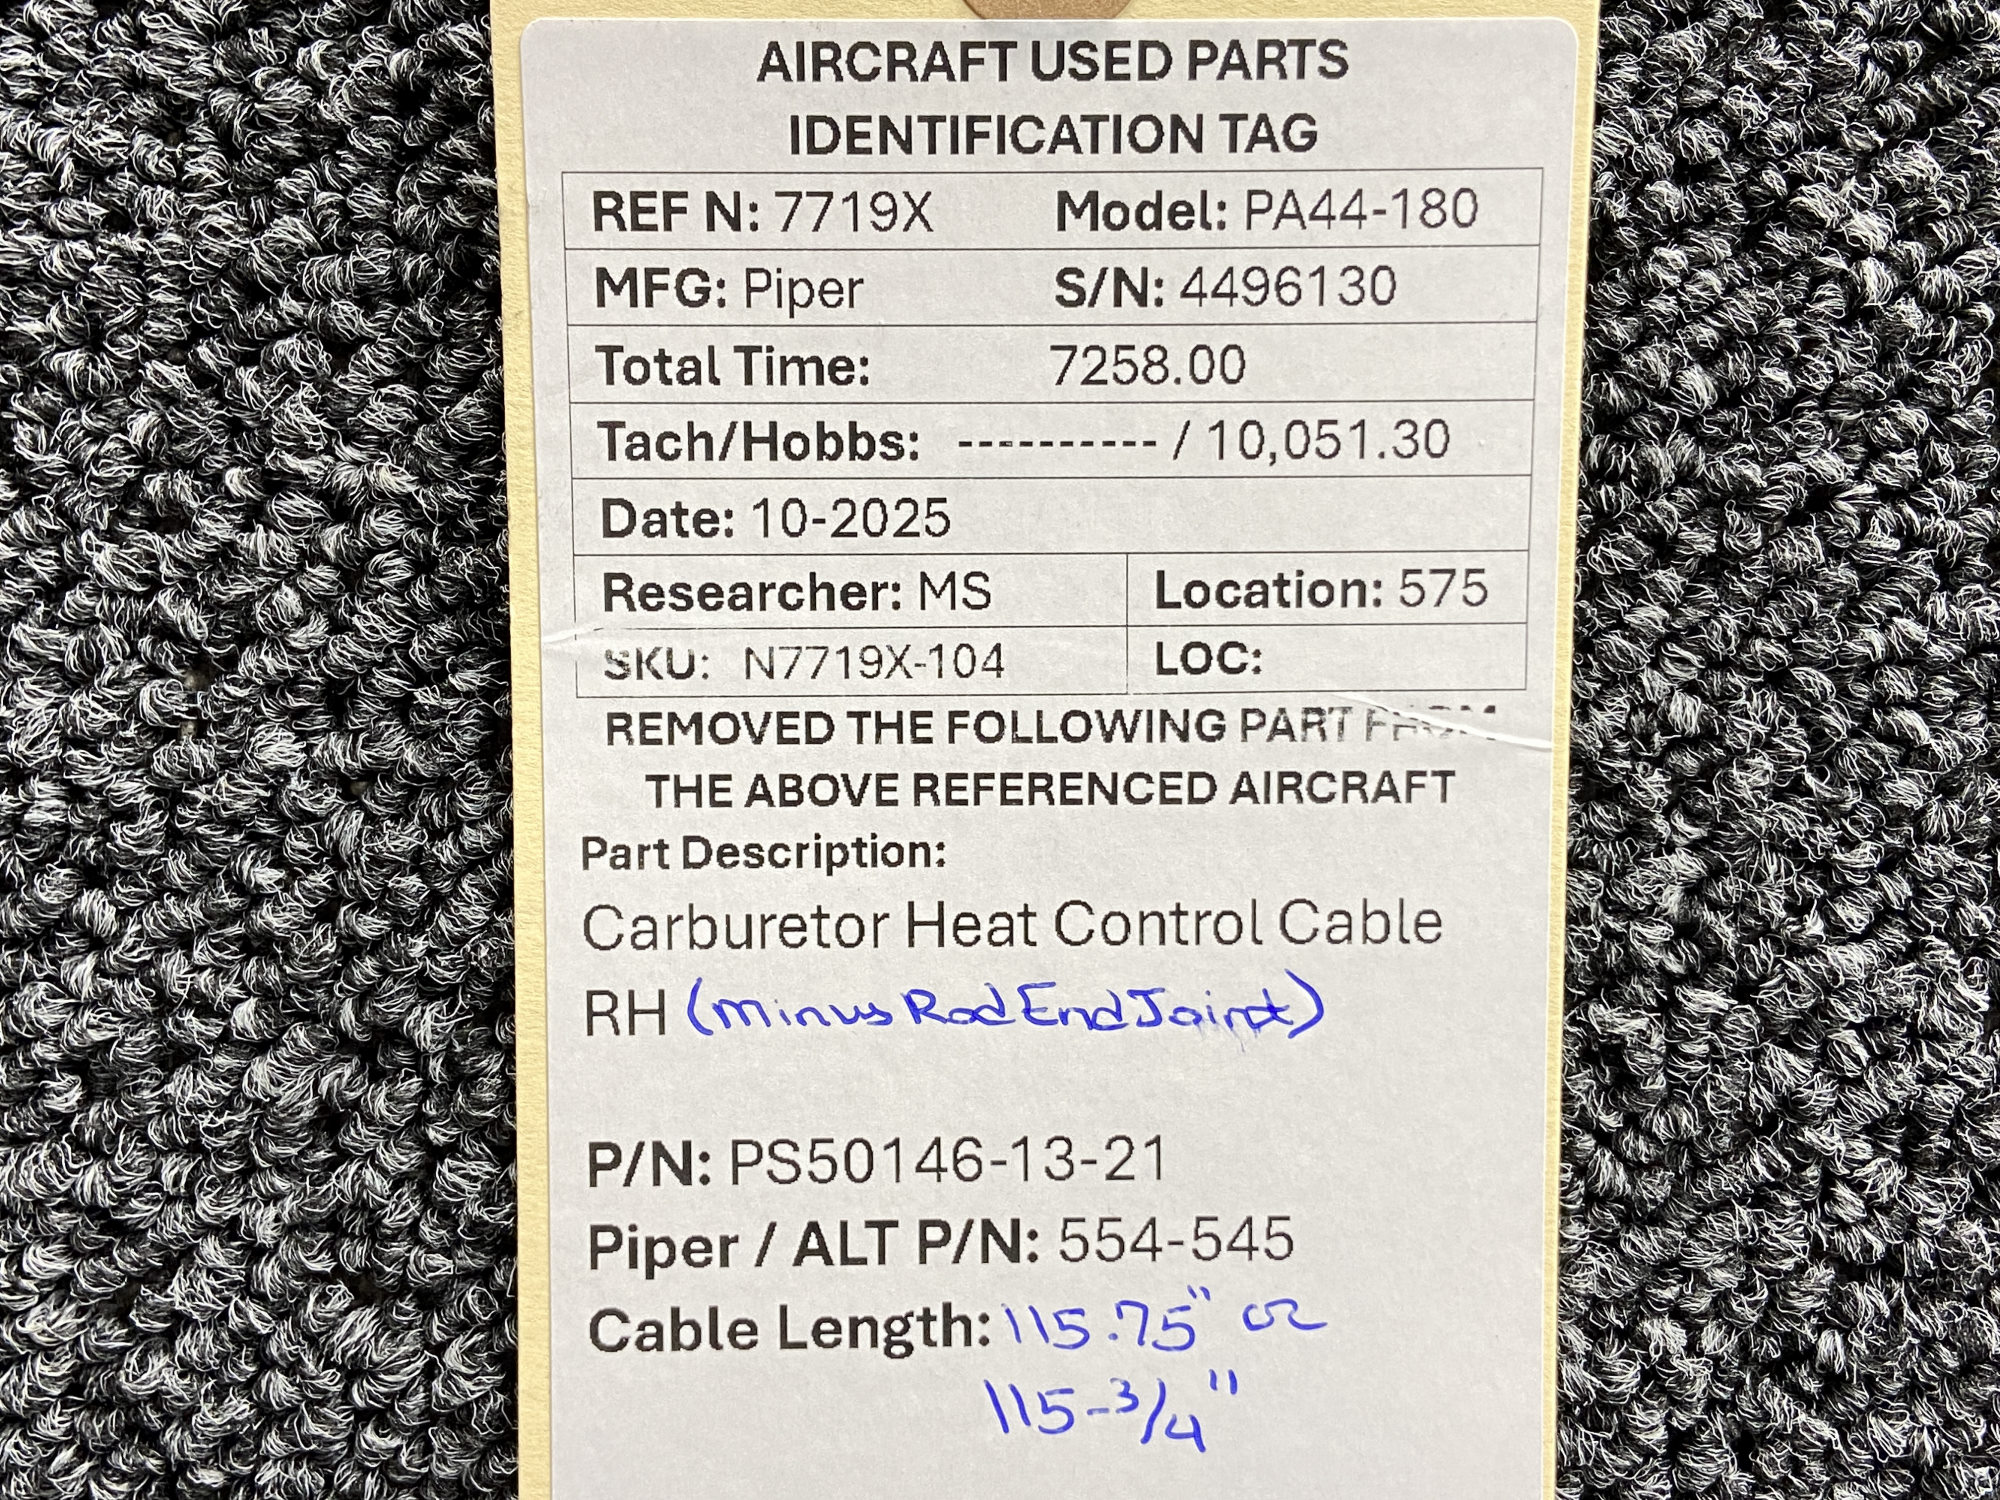 AIRCRAFT USED PARTS
IDENTIFICATION TAG
REF N: 7719X Model: PA44-180
MFG: Piper S/N: 4496130
Total Time: 7258.00
Tach/Hobbs: ---------- / 10,051.30
Date: 10-2025
Researcher: MS Location: 575
SKU: N7719X-104 LOC:
REMOVED THE FOLLOWING PART FROM
THE ABOVE REFERENCED AIRCRAFT
Part Description:
Carburetor Heat Control Cable
RH (minus Rod End Joint)
P/N: PS50146-13-21
Piper / ALT P/N: 554-545
Cable Length: 115.75" or
115-3/4"